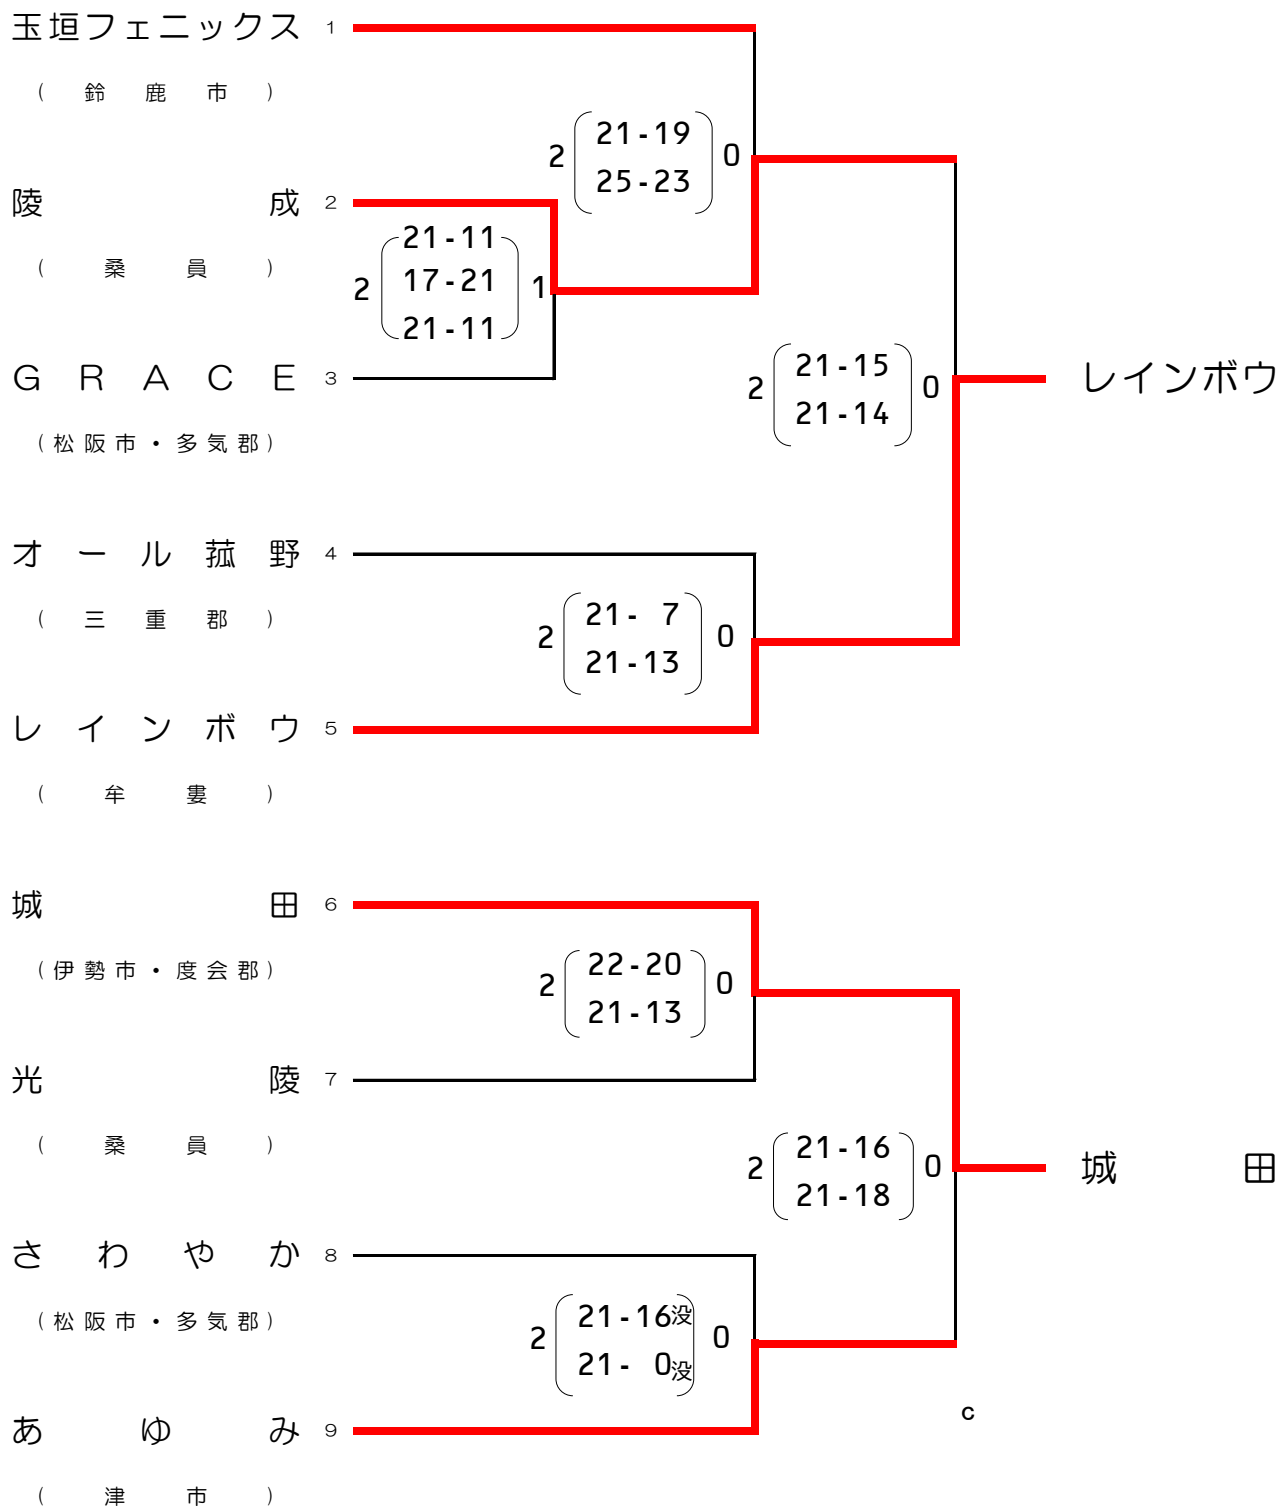 玉垣フェニックス 1
(鈴鹿市)
2 21-19 0
25-23
陵成 2
21-11
(桑員)
2 17-21 1
21-11
GRACE 3
21-15
2 0 レインボウ
21-14
(松阪市・多気郡)
オール菰野 4
(三重郡)
2 21- 7 0
21-13
レインボウ 5
(牟婁)
城田 6
(伊勢市・度会郡)
2 22-20 0
21-13
光陵 7
(桑員)
2 21-16 0 城田
21-18
さわやか 8
(松阪市・多気郡)
2 21-16没 0
21- 0没
c
あゆみ 9
(津市)